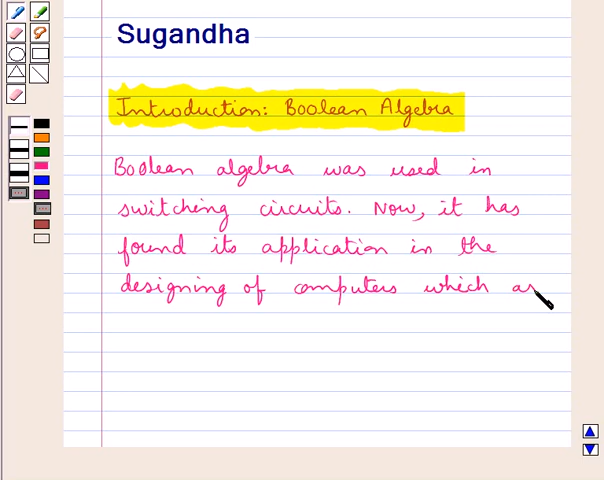 Sugandha
Introduction: Boolean Algebra
Boolean algebra was used in
switching circuits. Now, it has
found its application in the
designing of computers which as